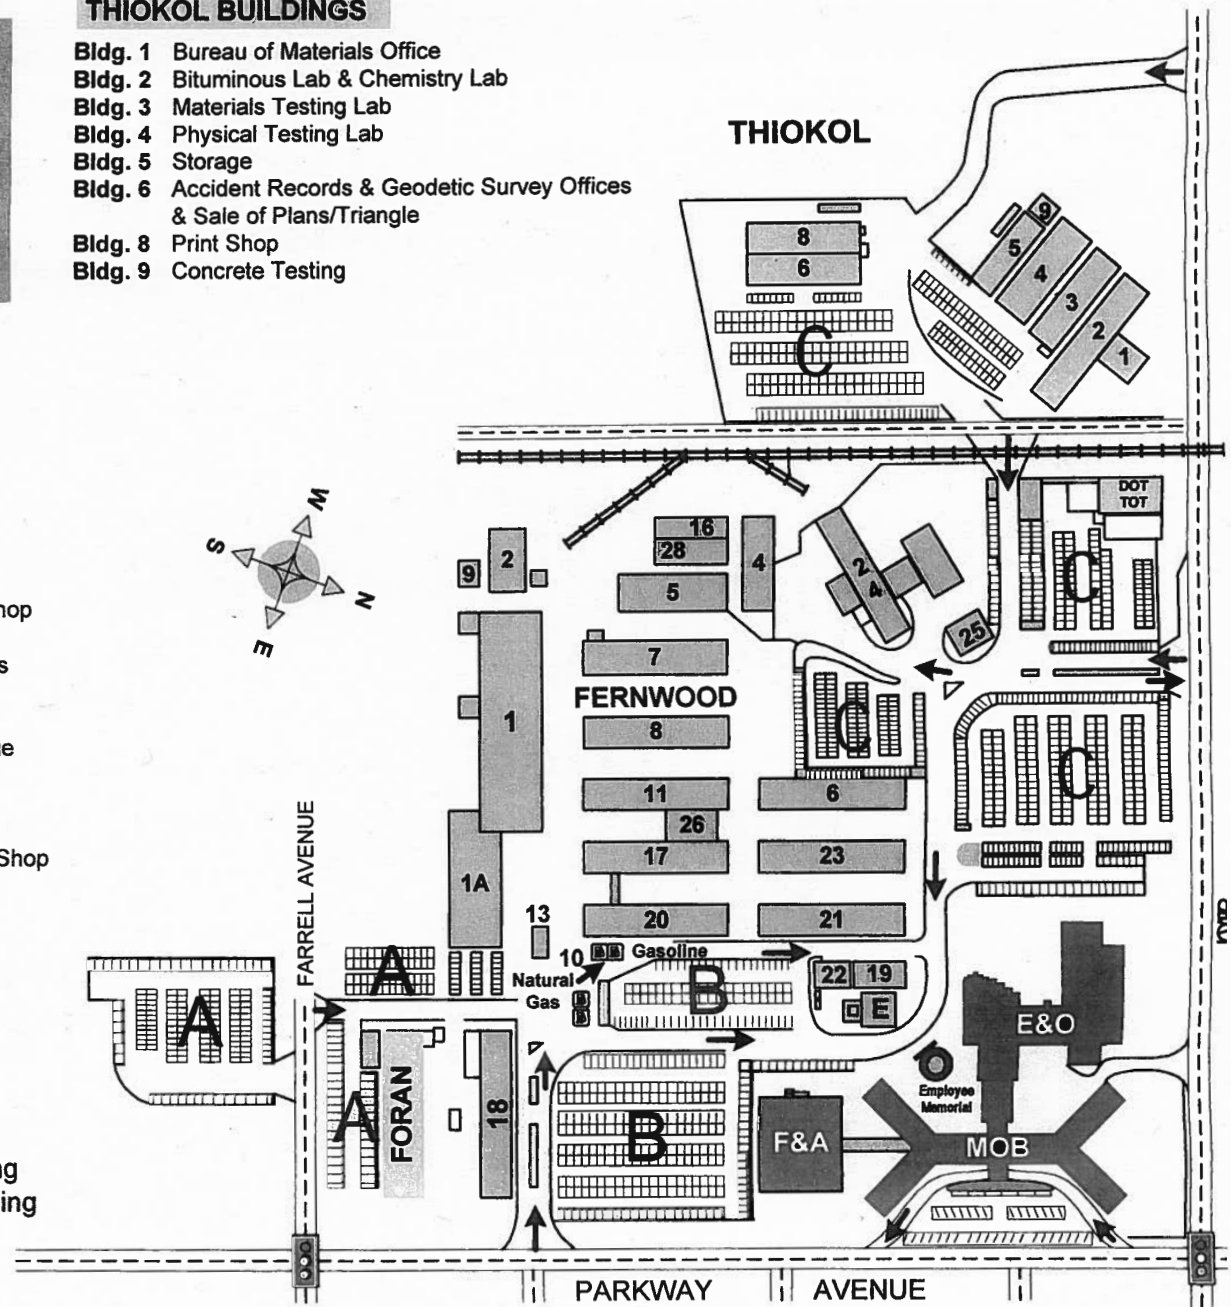 THIOKOL BUILDINGS
Bldg. 1 Bureau of Materials Office
Bldg. 2 Bituminous Lab & Chemistry Lab
Bldg. 3 Materials Testing Lab
Bldg. 4 Physical Testing Lab
Bldg. 5 Storage
Bldg. 6 Accident Records & Geodetic Survey Offices
& Sale of Plans/Triangle
Bldg. 8 Print Shop
Bldg. 9 Concrete Testing
THIOKOL
9
8
5
6
4
3
2
1
C
W
S
N
E
DOT
TOT
16
28
4
2
9
2
4
5
C
25
7
FERNWOOD
1
8
C
C
11
6
26
17
23
1A
13
20
21
hop
s
e
Shop
ng
ing
FARRELL AVENUE
10
Gasoline
Natural
Gas
B
22
19
E
A
A
A
E&O
Employee
Memorial
FORAN
18
B
F&A
MOB
PARKWAY AVENUE